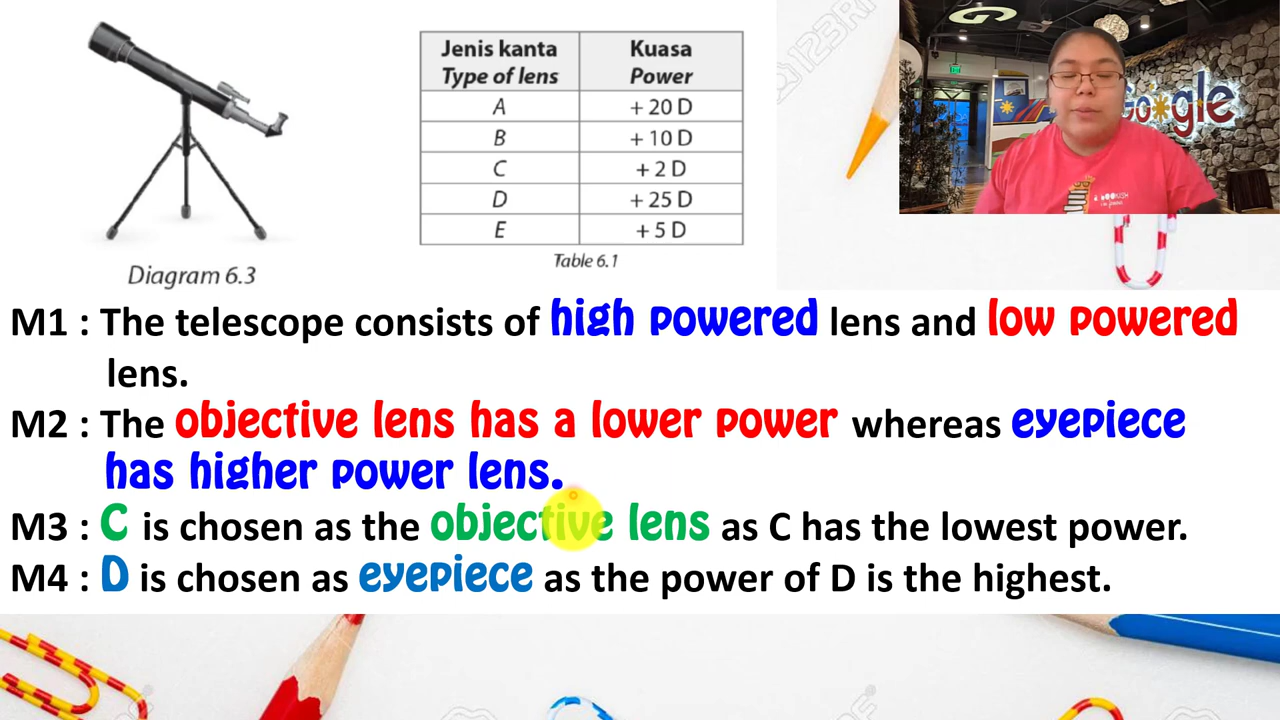 Jenis kanta Kuasa
Type of lens Power
A + 20 D
B + 10 D
C + 2 D
D + 25 D
E + 5 D
Table 6.1
Diagram 6.3
Google
123RF
M1 : The telescope consists of high powered lens and low powered
lens.
M2 : The objective lens has a lower power whereas eyepiece
has higher power lens.
M3 : C is chosen as the objective lens as C has the lowest power.
M4 : D is chosen as eyepiece as the power of D is the highest.